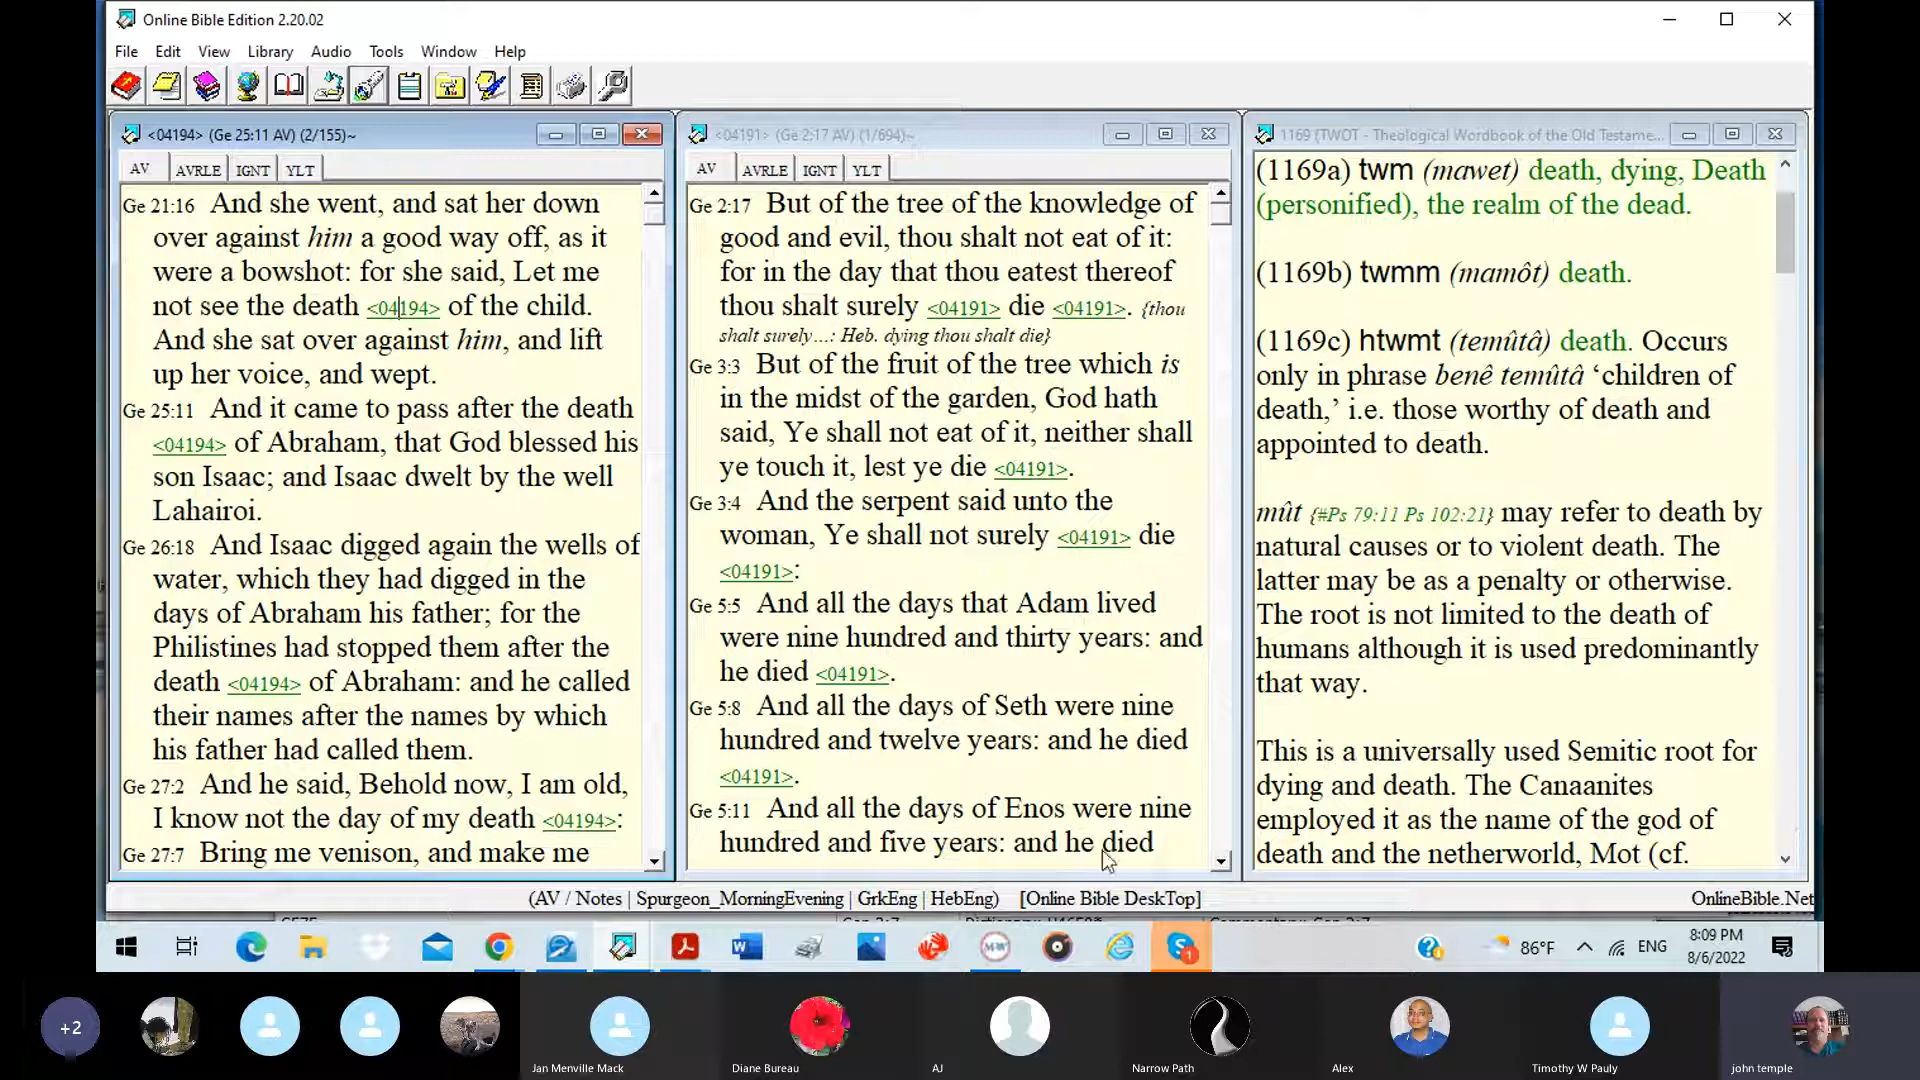 Online Bible Edition 2.20.02
File Edit View Library Audio Tools Window Help
<04194> (Ge 25:11 AV) (2/155)~
AV AVRLE IGNT YLT
Ge 21:16 And she went, and sat her down
over against him a good way off, as it
were a bowshot: for she said, Let me
not see the death <04194> of the child.
And she sat over against him, and lift
up her voice, and wept.
Ge 25:11 And it came to pass after the death
<04194> of Abraham, that God blessed his
son Isaac; and Isaac dwelt by the well
Lahairoi.
Ge 26:18 And Isaac digged again the wells of
water, which they had digged in the
days of Abraham his father; for the
Philistines had stopped them after the
death <04194> of Abraham: and he called
their names after the names by which
his father had called them.
Ge 27:2 And he said, Behold now, I am old,
I know not the day of my death <04194>:
Ge 27:7 Bring me venison, and make me
<04191> (Ge 2:17 AV) (1/694)~
AV AVRLE IGNT YLT
Ge 2:17 But of the tree of the knowledge of
good and evil, thou shalt not eat of it:
for in the day that thou eatest thereof
thou shalt surely <04191> die <04191>. {thou
shalt surely...: Heb. dying thou shalt die}
Ge 3:3 But of the fruit of the tree which is
in the midst of the garden, God hath
said, Ye shall not eat of it, neither shall
ye touch it, lest ye die <04191>.
Ge 3:4 And the serpent said unto the
woman, Ye shall not surely <04191> die
<04191>:
Ge 5:5 And all the days that Adam lived
were nine hundred and thirty years: and
he died <04191>.
Ge 5:8 And all the days of Seth were nine
hundred and twelve years: and he died
<04191>.
Ge 5:11 And all the days of Enos were nine
hundred and five years: and he died
1169 (TWOT - Theological Wordbook of the Old Testame...
(1169a) twm (mawet) death, dying, Death
(personified), the realm of the dead.
(1169b) twmm (mamôt) death.
(1169c) htwmt (temûtâ) death. Occurs
only in phrase benê temûtâ ‘children of
death,’ i.e. those worthy of death and
appointed to death.
mût {#Ps 79:11 Ps 102:21} may refer to death by
natural causes or to violent death. The
latter may be as a penalty or otherwise.
The root is not limited to the death of
humans although it is used predominantly
that way.
This is a universally used Semitic root for
dying and death. The Canaanites
employed it as the name of the god of
death and the netherworld, Mot (cf.
(AV / Notes | Spurgeon_MorningEvening | GrkEng | HebEng) [Online Bible DeskTop]
OnlineBible.Net
86°F ENG 8:09 PM
8/6/2022
+2
Jan Menville Mack
Diane Bureau
AJ
Narrow Path
Alex
Timothy W Pauly
john temple